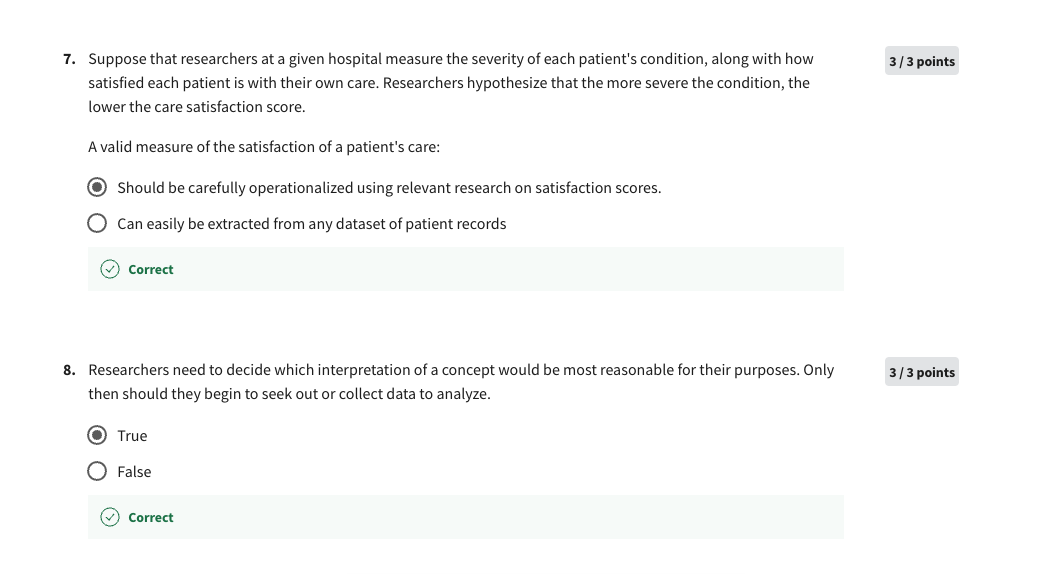 7. Suppose that researchers at a given hospital measure the severity of each patient's condition, along with how
satisfied each patient is with their own care. Researchers hypothesize that the more severe the condition, the
lower the care satisfaction score.
3 / 3 points
A valid measure of the satisfaction of a patient's care:
Should be carefully operationalized using relevant research on satisfaction scores.
Can easily be extracted from any dataset of patient records
Correct
8. Researchers need to decide which interpretation of a concept would be most reasonable for their purposes. Only
then should they begin to seek out or collect data to analyze.
3 / 3 points
True
False
Correct